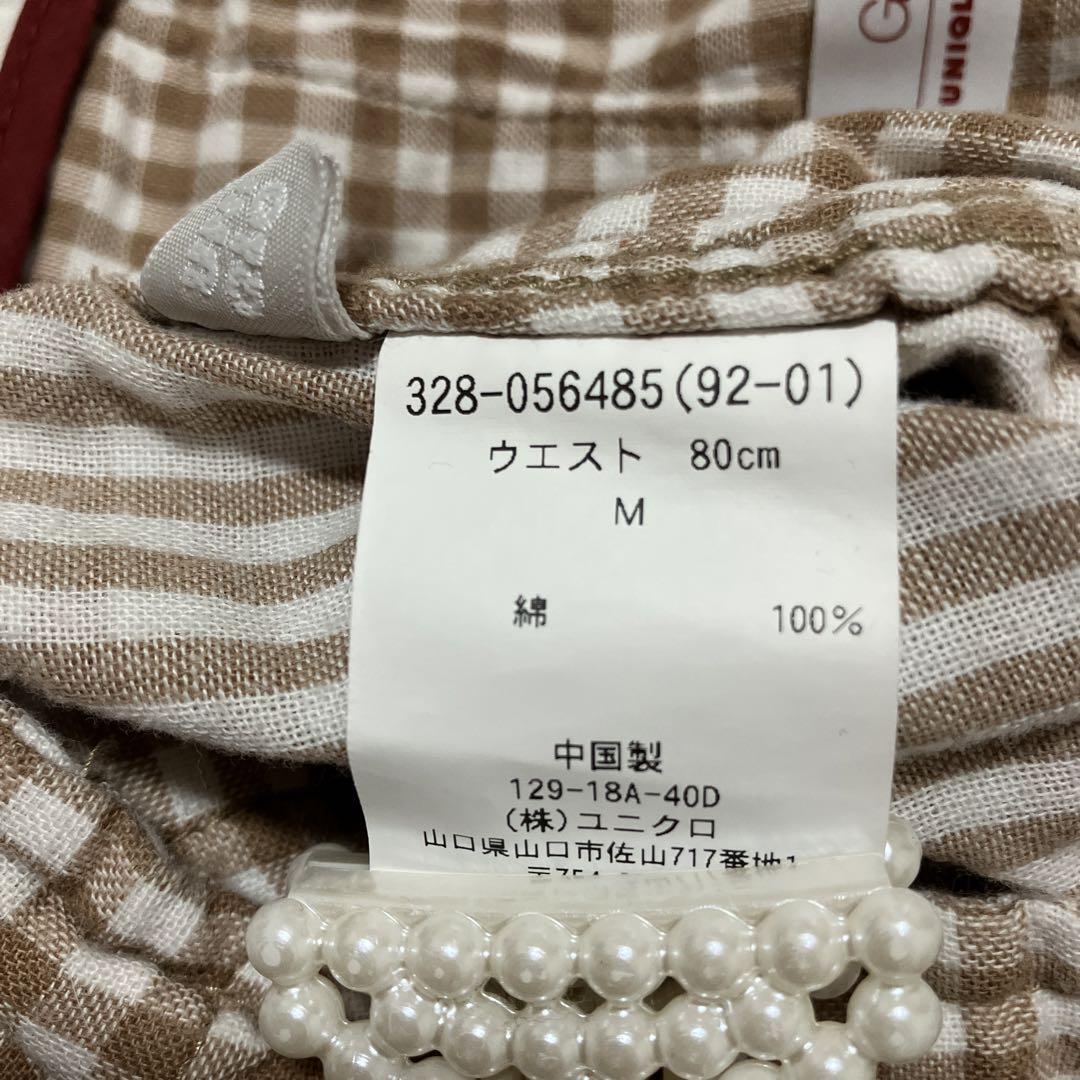 UNIQL
328-056485(92-01)
ウエスト 80cm
M
綿 100%
中国製
129-18A-40D
(株)ユニクロ
山口県山口市佐山717番地1